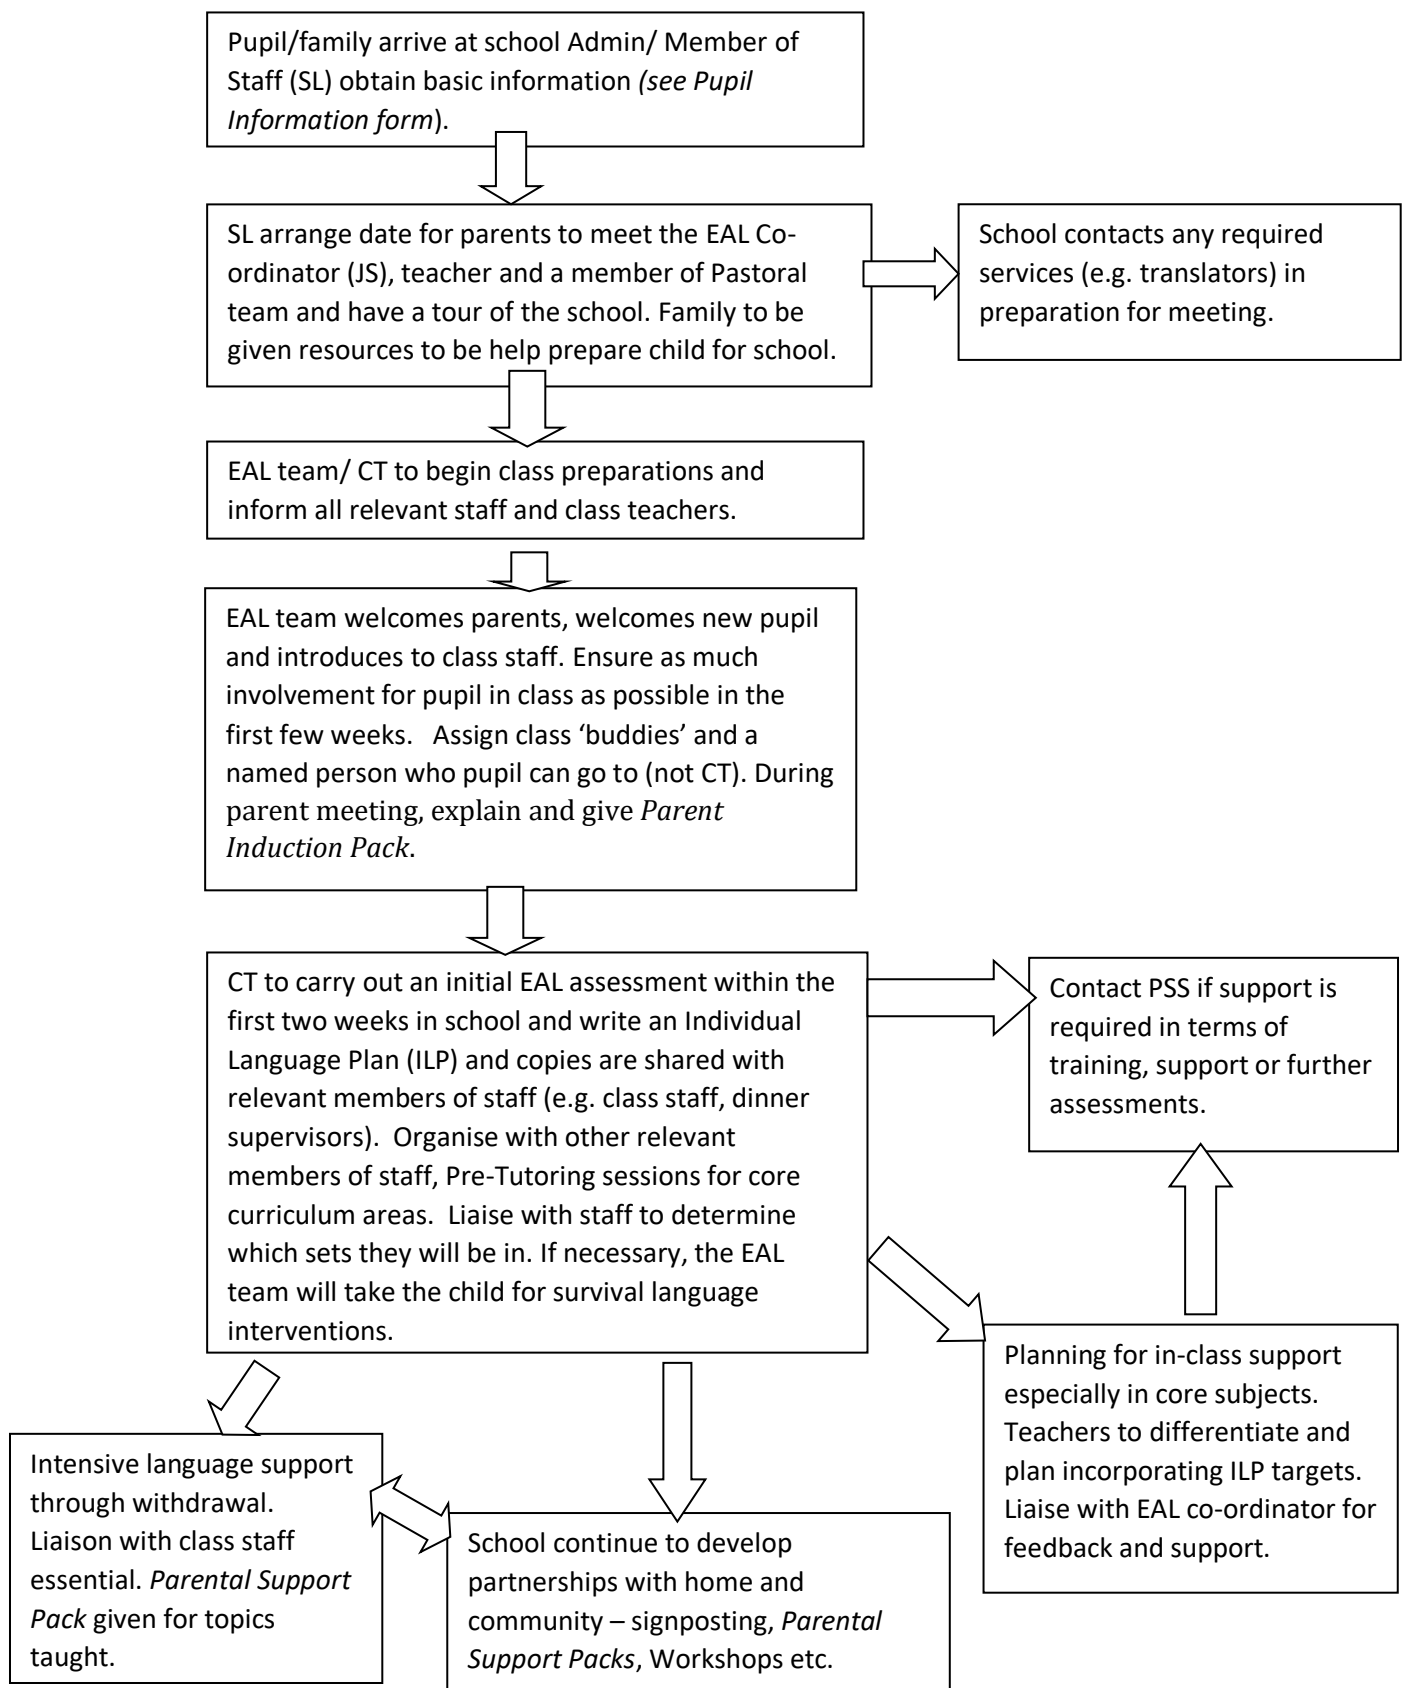 Pupil/family arrive at school Admin/ Member of
Staff (SL) obtain basic information (see Pupil
Information form).
SL arrange date for parents to meet the EAL Co-
ordinator (JS), teacher and a member of Pastoral
team and have a tour of the school. Family to be
given resources to be help prepare child for school.
School contacts any required
services (e.g. translators) in
preparation for meeting.
EAL team/ CT to begin class preparations and
inform all relevant staff and class teachers.
EAL team welcomes parents, welcomes new pupil
and introduces to class staff. Ensure as much
involvement for pupil in class as possible in the
first few weeks.   Assign class ‘buddies’ and a
named person who pupil can go to (not CT). During
parent meeting, explain and give Parent
Induction Pack.
CT to carry out an initial EAL assessment within the
first two weeks in school and write an Individual
Language Plan (ILP) and copies are shared with
relevant members of staff (e.g. class staff, dinner
supervisors).  Organise with other relevant
members of staff, Pre-Tutoring sessions for core
curriculum areas.  Liaise with staff to determine
which sets they will be in. If necessary, the EAL
team will take the child for survival language
interventions.
Contact PSS if support is
required in terms of
training, support or further
assessments.
Planning for in-class support
especially in core subjects.
Teachers to differentiate and
plan incorporating ILP targets.
Liaise with EAL co-ordinator for
feedback and support.
Intensive language support
through withdrawal.
Liaison with class staff
essential. Parental Support
Pack given for topics
taught.
School continue to develop
partnerships with home and
community – signposting, Parental
Support Packs, Workshops etc.